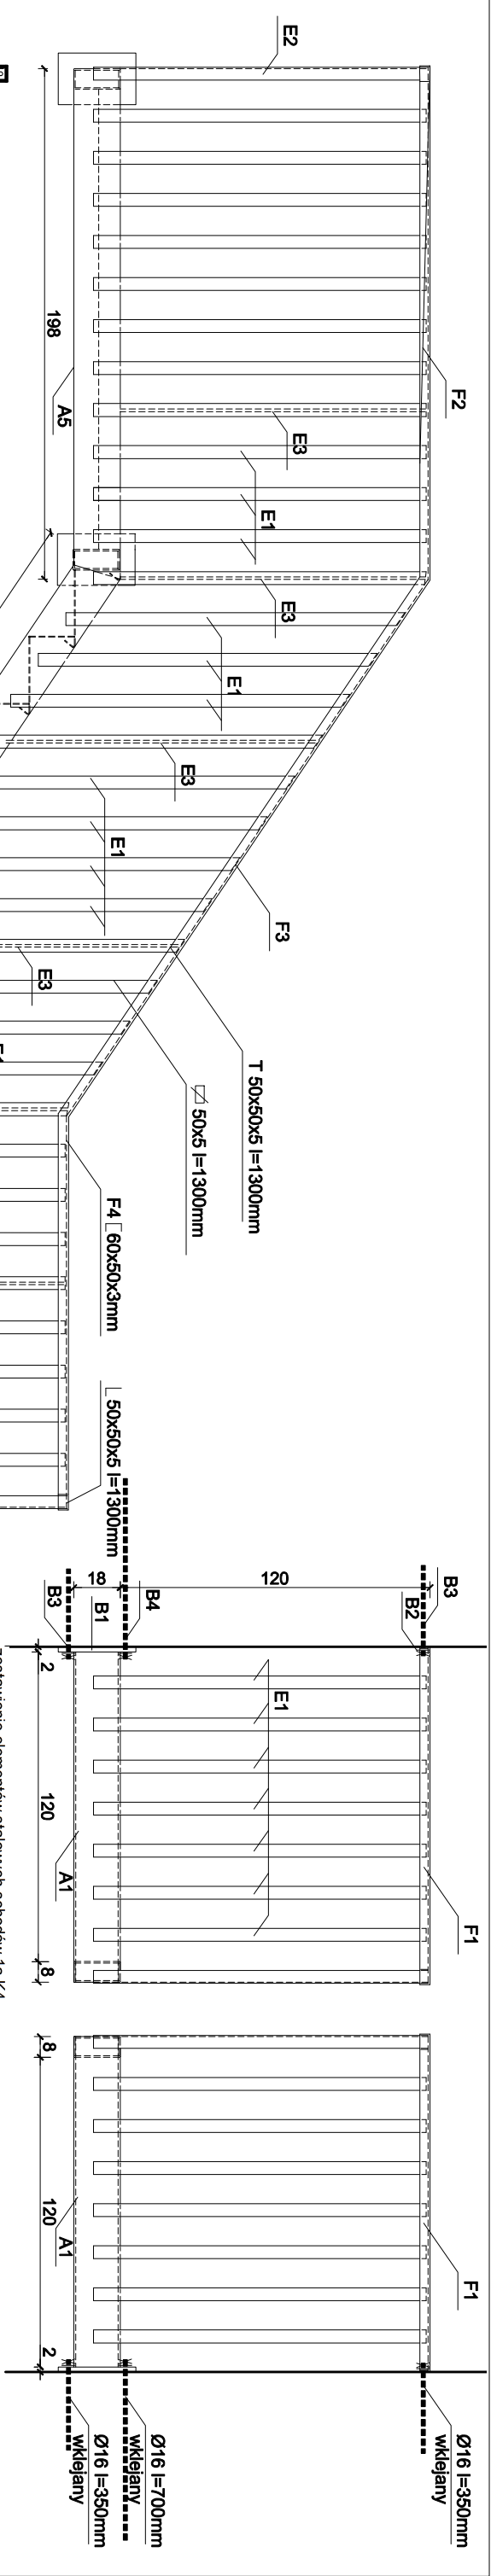 E2
F2
198
A5
E3
E1
E3
E1
E3
E1
F3
E3
T 50x50x5 l=1300mm
50x5 l=1300mm
F4 [ 60x50x3mm
L 50x50x5 l=1300mm
B3
B4
B1
18
120
B2
B3
2
E1
120
A1
F1
8
8
120
A1
F1
2
Ø16 l=350mm
wklejany
Ø16 l=700mm
wklejany
Ø16 l=350mm
wklejany